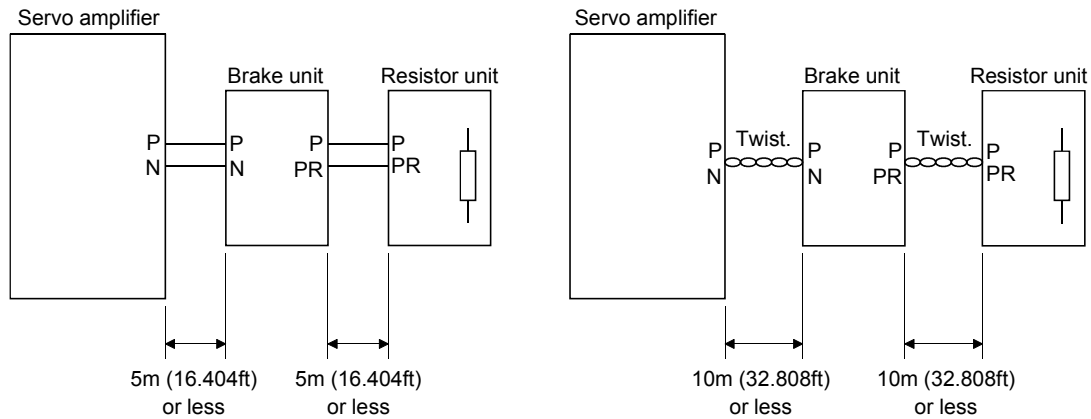 Servo amplifier
Brake unit
Resistor unit
P
N
P
N
P
PR
P
PR
5m (16.404ft)
or less
5m (16.404ft)
or less
Servo amplifier
Brake unit
Resistor unit
P
N
Twist.
P
N
P
PR
Twist.
P
PR
10m (32.808ft)
or less
10m (32.808ft)
or less